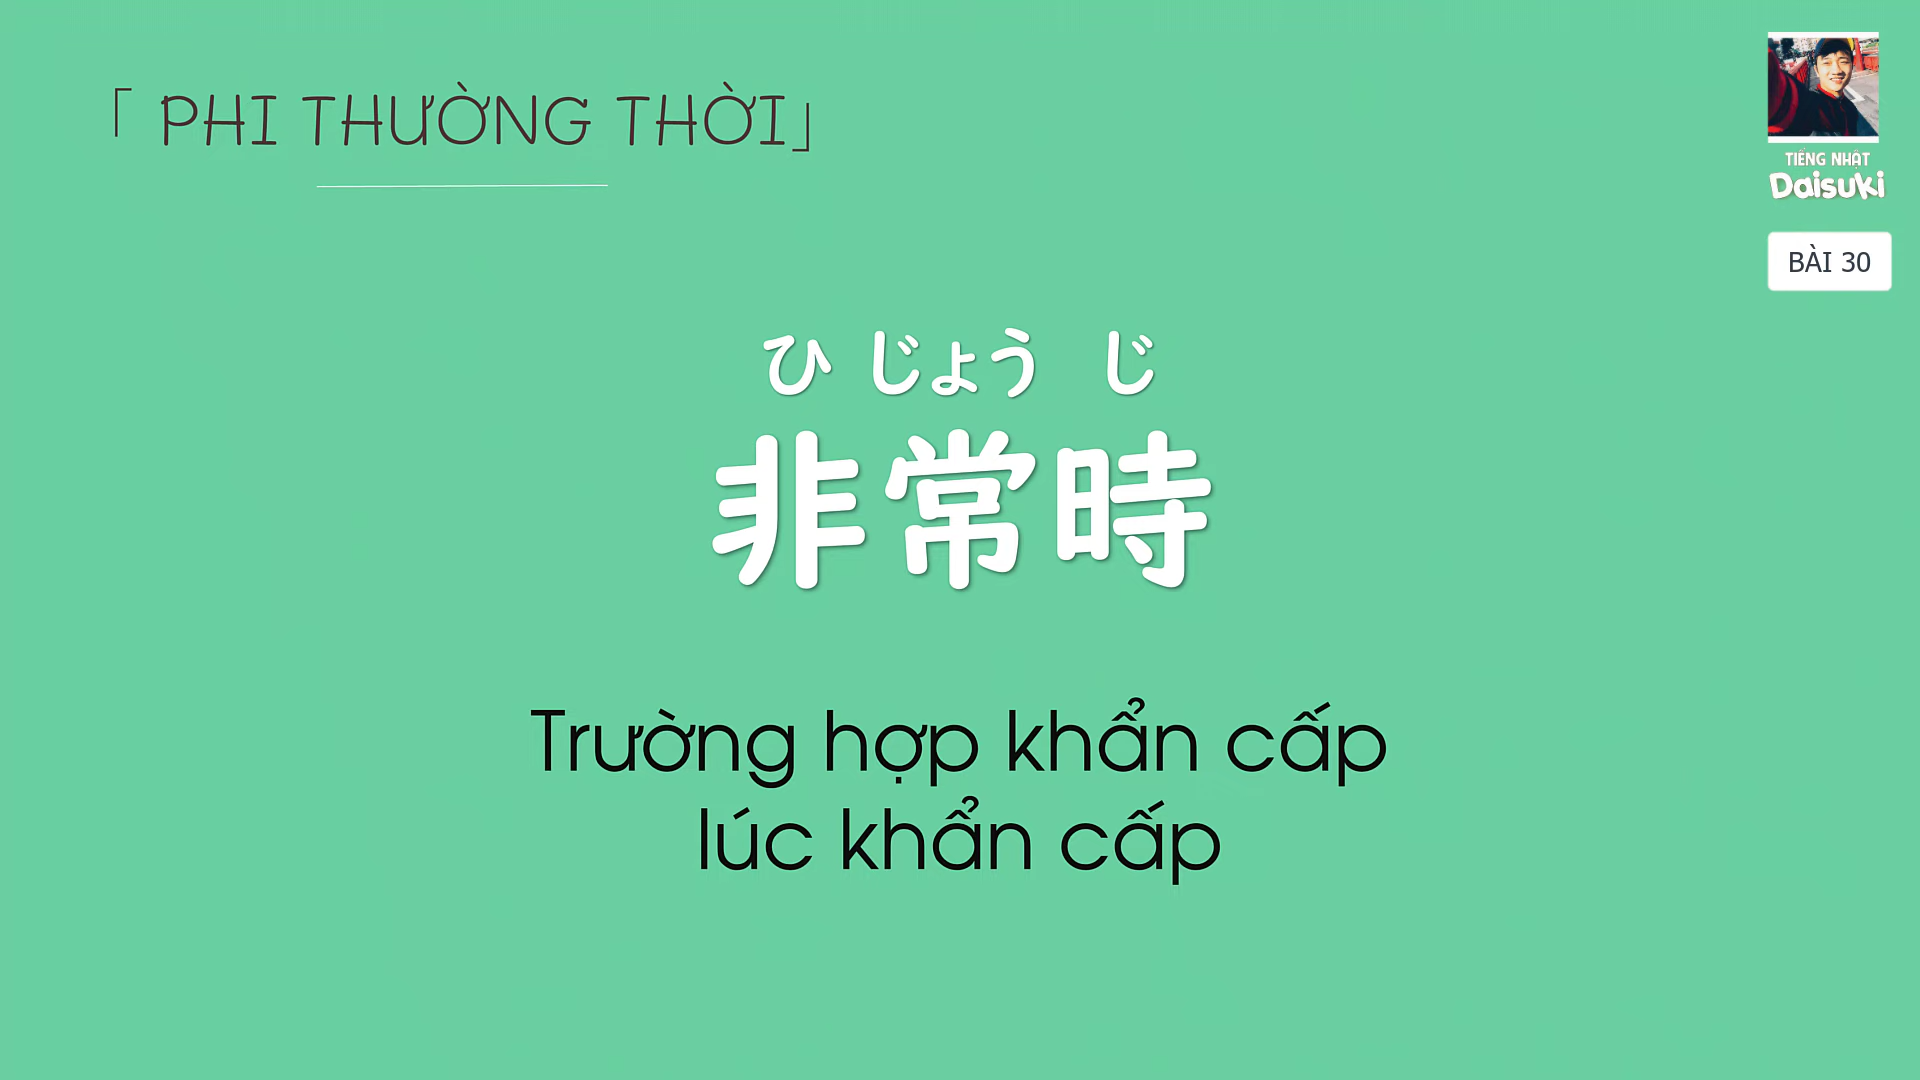 「 PHI THƯỜNG THỜI」
TIẾNG NHẬT
Daisuki
BÀI 30
ひ じょう じ
非常時
Trường hợp khẩn cấp
lúc khẩn cấp